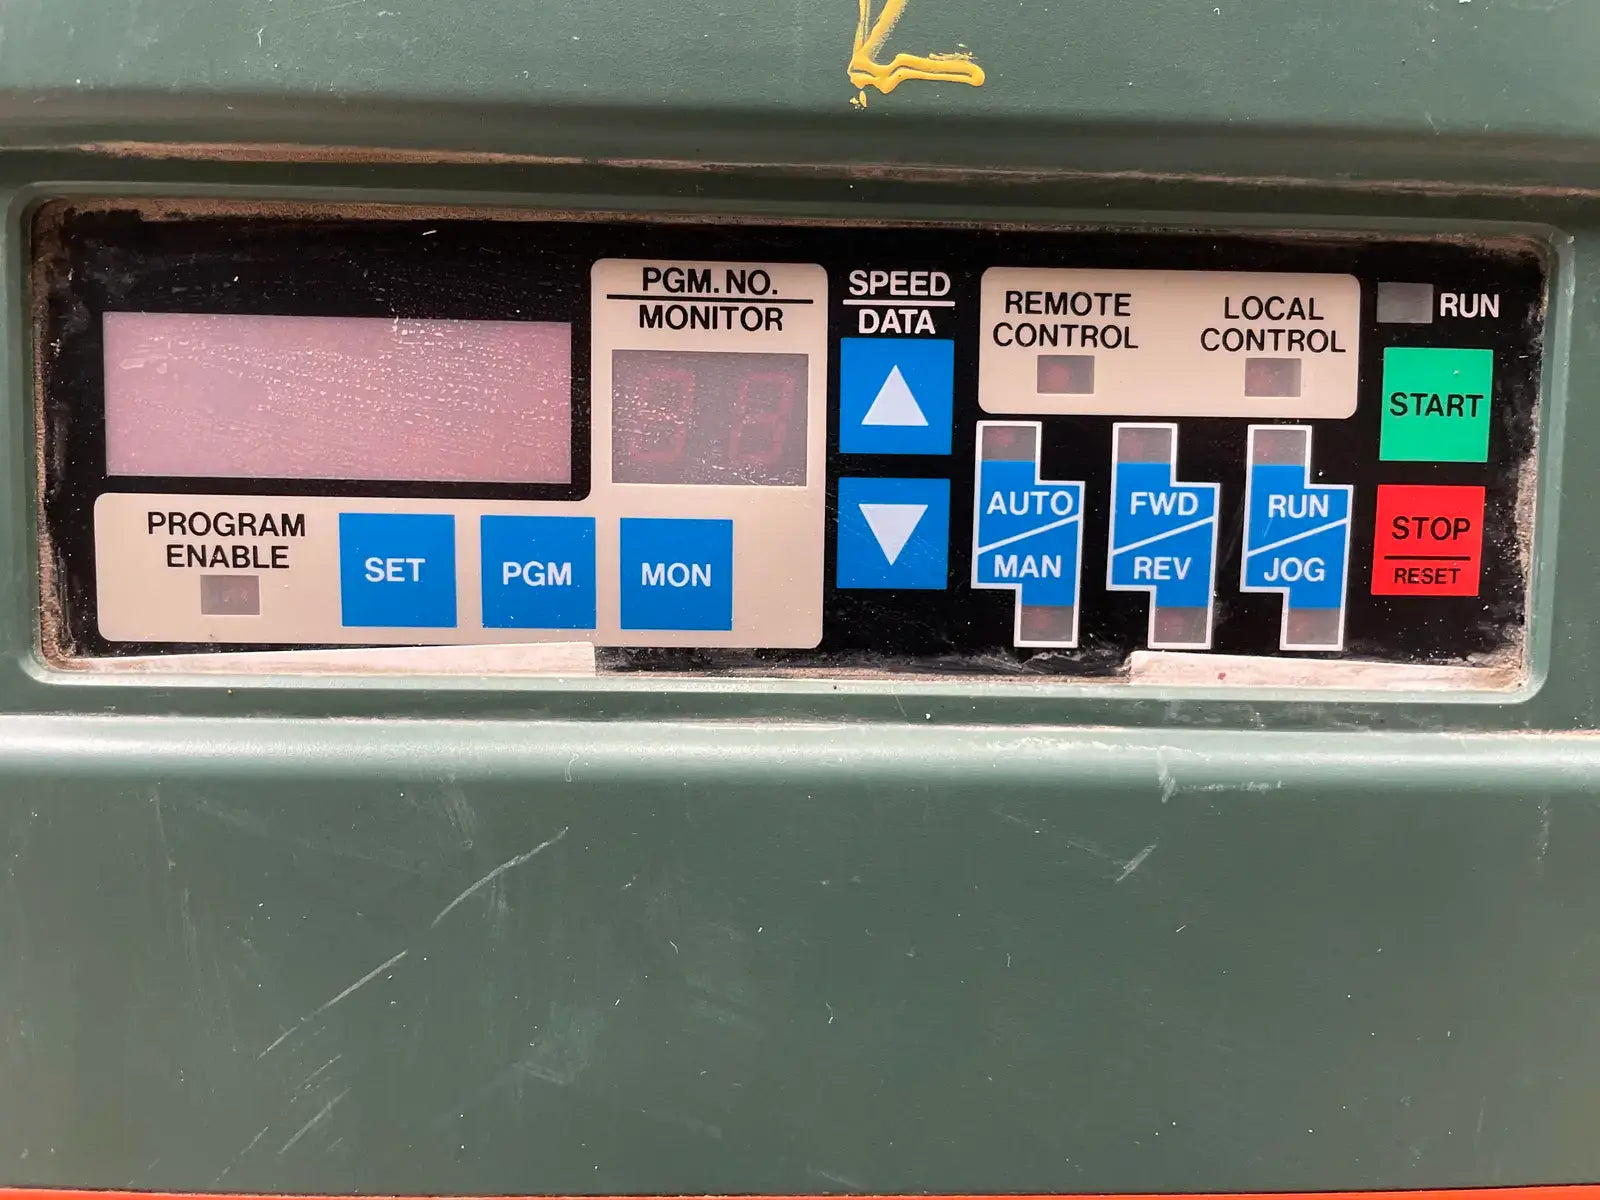 PGM. NO.
MONITOR
SPEED
DATA
REMOTE
CONTROL
LOCAL
CONTROL
RUN
START
PROGRAM
ENABLE
SET
PGM
MON
AUTO
MAN
FWD
REV
RUN
JOG
STOP
RESET